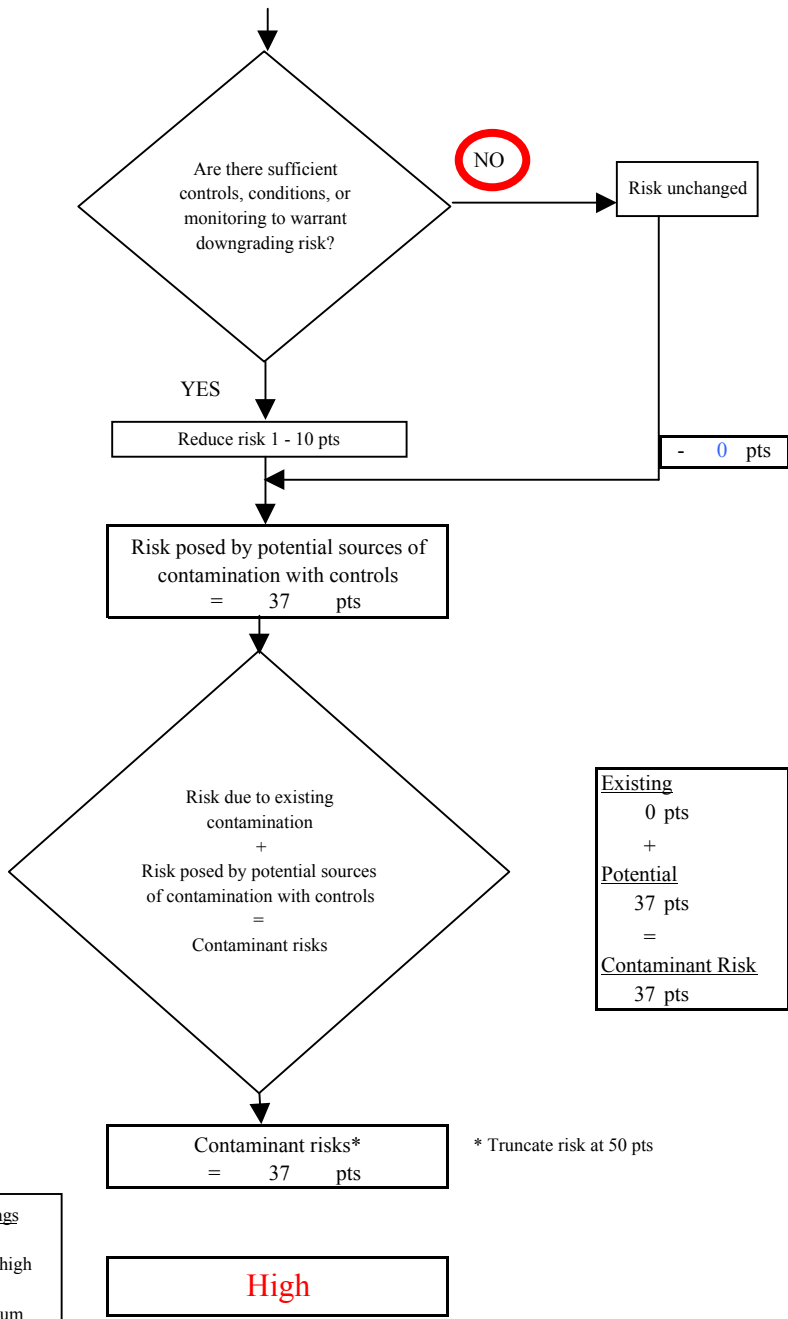 Are there sufficient
controls, conditions, or
monitoring to warrant
downgrading risk?
NO
Risk unchanged
YES
Reduce risk 1 - 10 pts
- 0 pts
Risk posed by potential sources of
contamination with controls
= 37 pts
Risk due to existing
contamination
+
Risk posed by potential sources
of contamination with controls
=
Contaminant risks
Existing
0 pts
+
Potential
37 pts
=
Contaminant Risk
37 pts
Contaminant risks*
= 37 pts
* Truncate risk at 50 pts
high
High